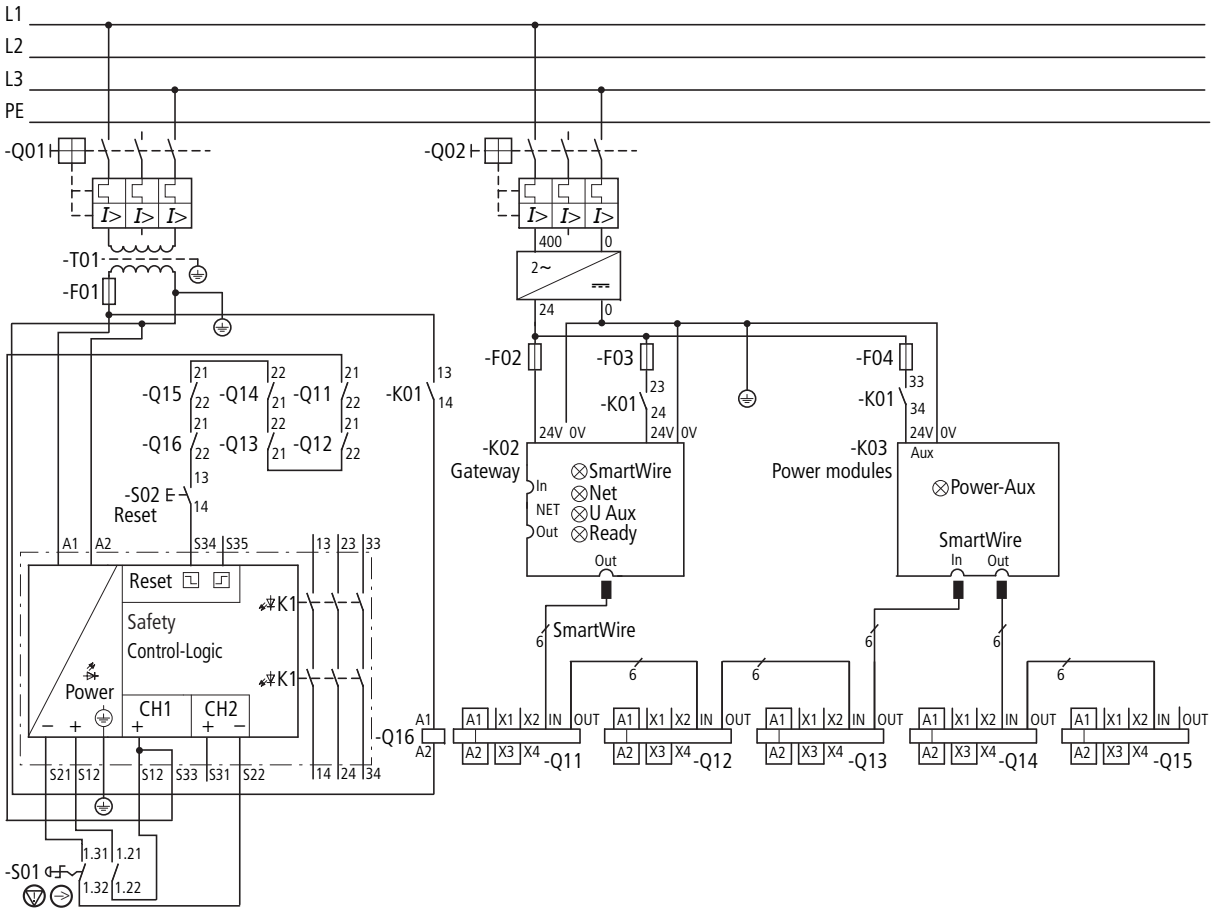 L1
L2
L3
PE
-Q01
-Q02
I> I> I>
I> I> I>
400 0
-T01
2~
-F01
24 0
-F02
-F03
-F04
21 22 21
-Q15 -Q14 -Q11
22 21 22
13
-K01
14
23
-K01
24
33
-K01
34
21 22 21
-Q16 -Q13 -Q12
22 21 22
24V 0V
24V 0V
24V 0V
-K02
Gateway
-K03
Power modules
Aux
SmartWire
In
Net
NET
U Aux
Out
Ready
Out
Power-Aux
SmartWire
In Out
13
-S02 E
Reset
14
A1 A2
S34 S35
13 23 33
Reset
K1
Safety
Control-Logic
K1
Power
CH1
CH2
− + + + −
6
SmartWire
6
6
6
6
6
A1
-Q16
A2
A1 X1 X2 IN OUT
A2 X3 X4 -Q11
A1 X1 X2 IN OUT
A2 X3 X4 -Q12
A1 X1 X2 IN OUT
A2 X3 X4 -Q13
A1 X1 X2 IN OUT
A2 X3 X4 -Q14
A1 X1 X2 IN OUT
A2 X3 X4 -Q15
S21 S12 S12 S33 S31 S22
14 24 34
1.31 1.21
-S01
1.32 1.22